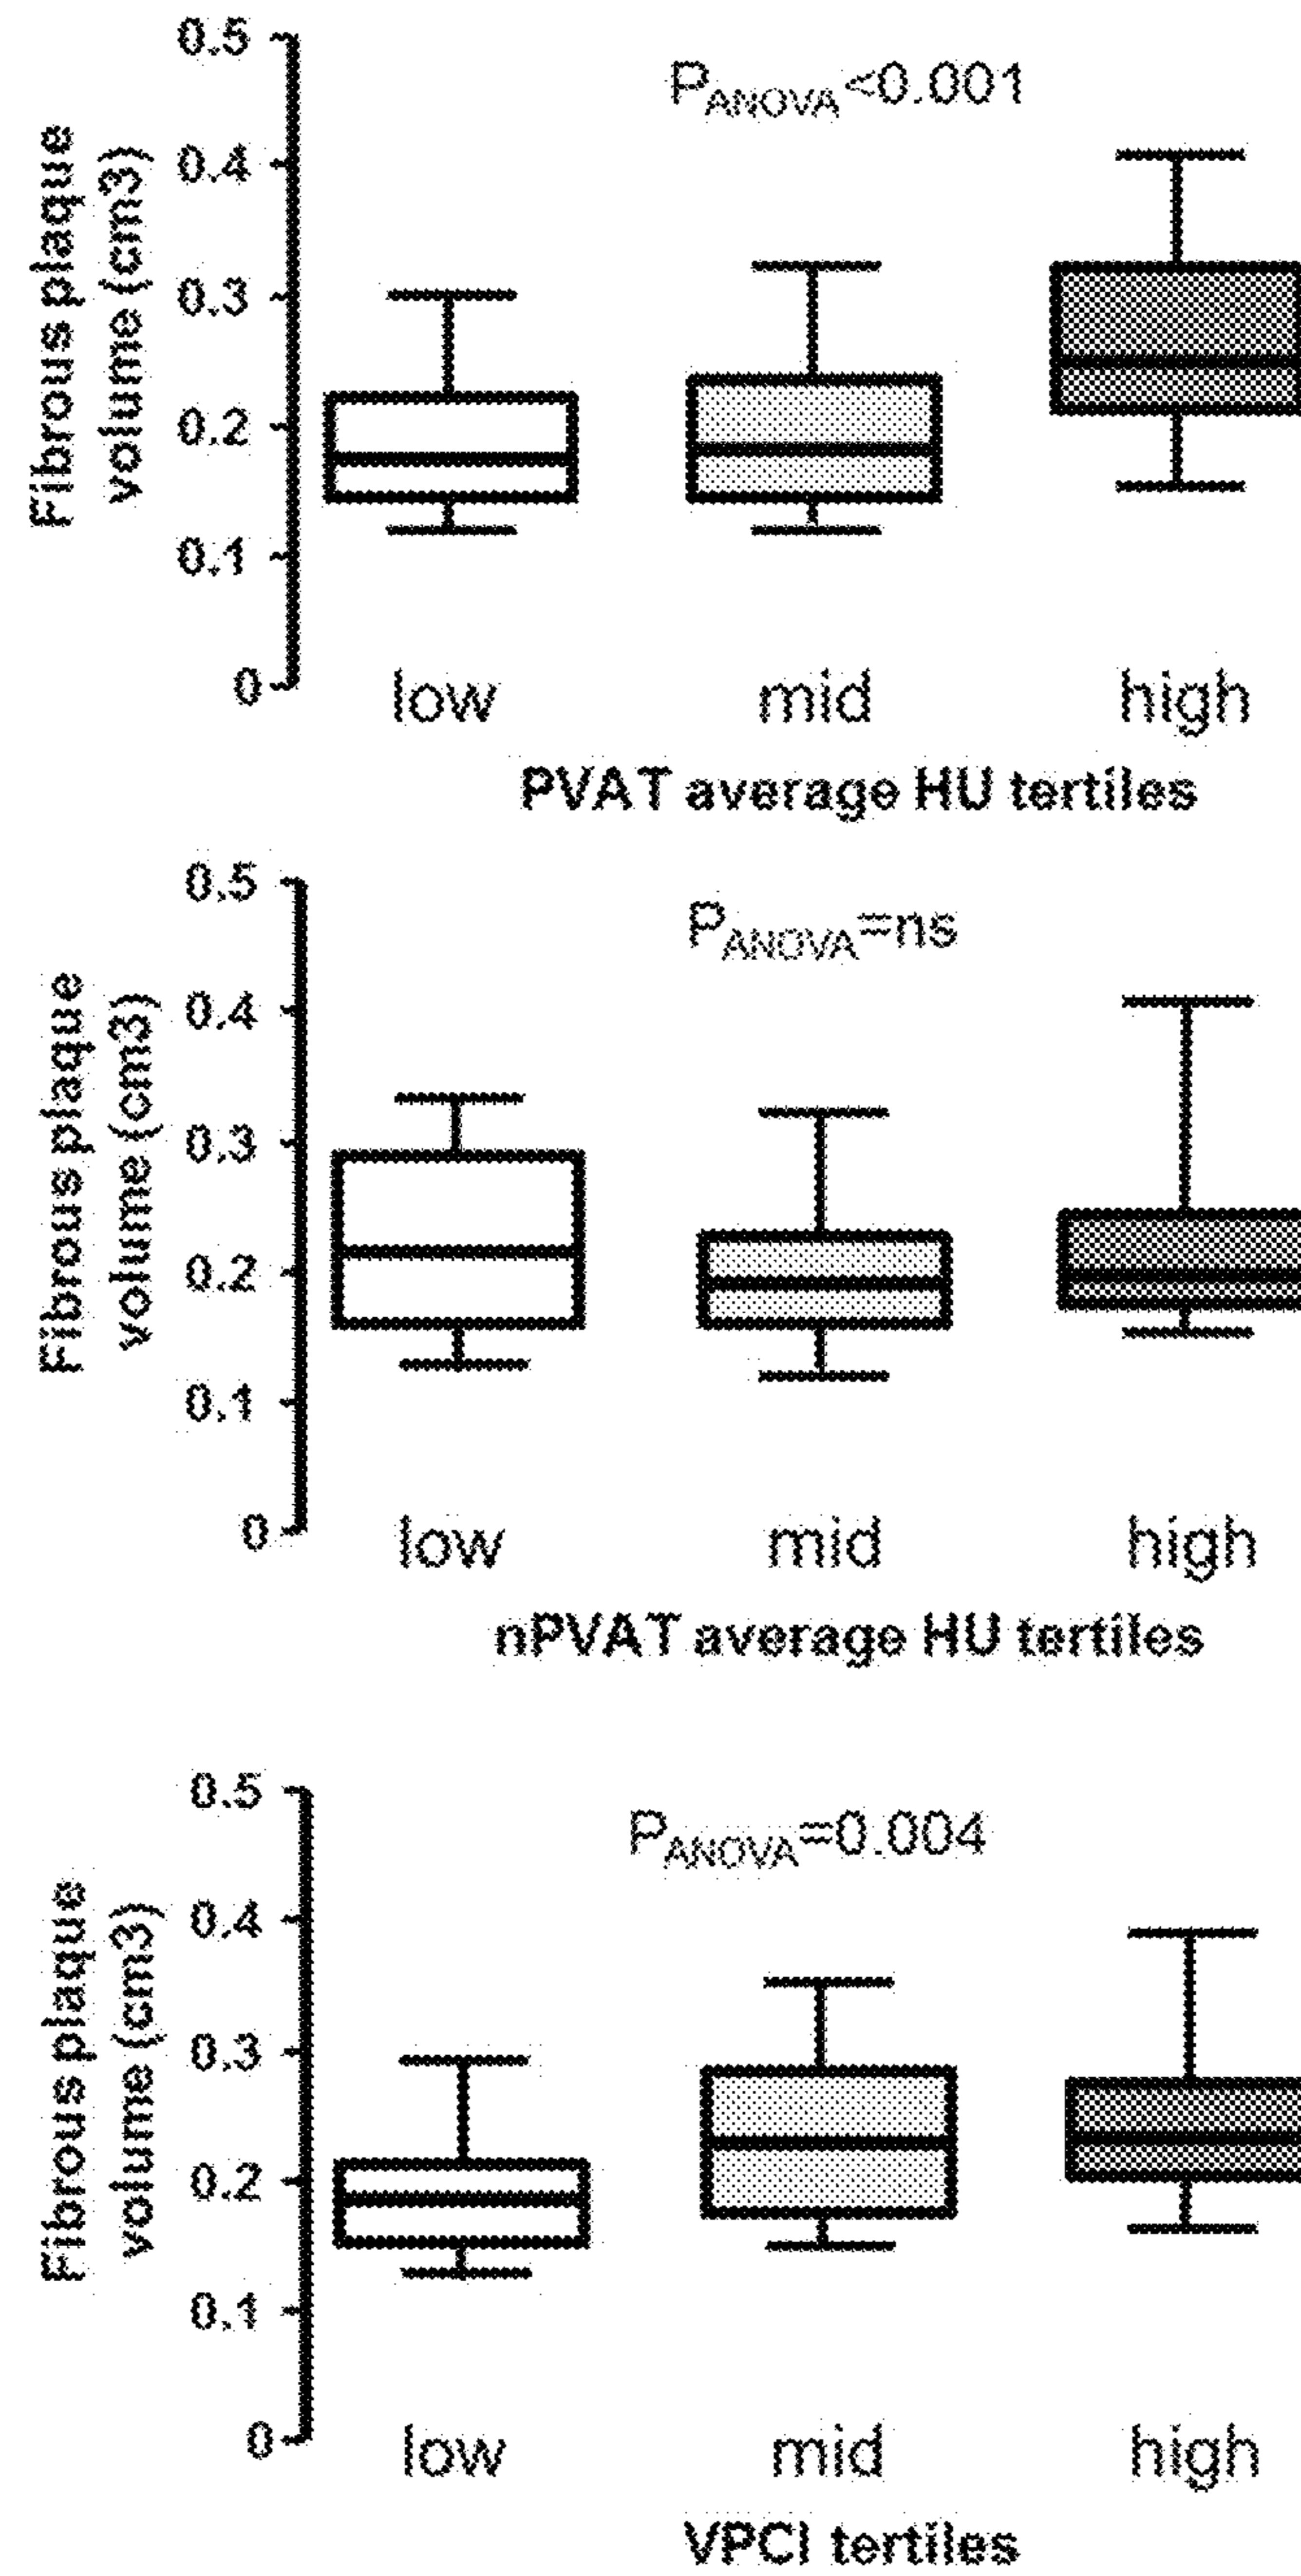 0.5
P_ANOVA<0.001
0.4
0.3
0.2
0.1
0
Fibrous plaque
volume (cm3)
low mid high
PVAT average HU tertiles
0.5
P_ANOVA=ns
0.4
0.3
0.2
0.1
0
Fibrous plaque
volume (cm3)
low mid high
nPVAT average HU tertiles
0.5
P_ANOVA=0.004
0.4
0.3
0.2
0.1
0
Fibrous plaque
volume (cm3)
low mid high
VPCI tertiles